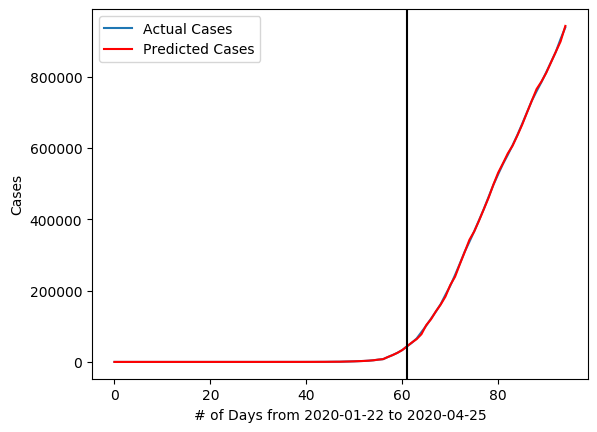 Actual Cases
Predicted Cases
800000
600000
400000
200000
0
Cases
0 20 40 60 80
# of Days from 2020-01-22 to 2020-04-25